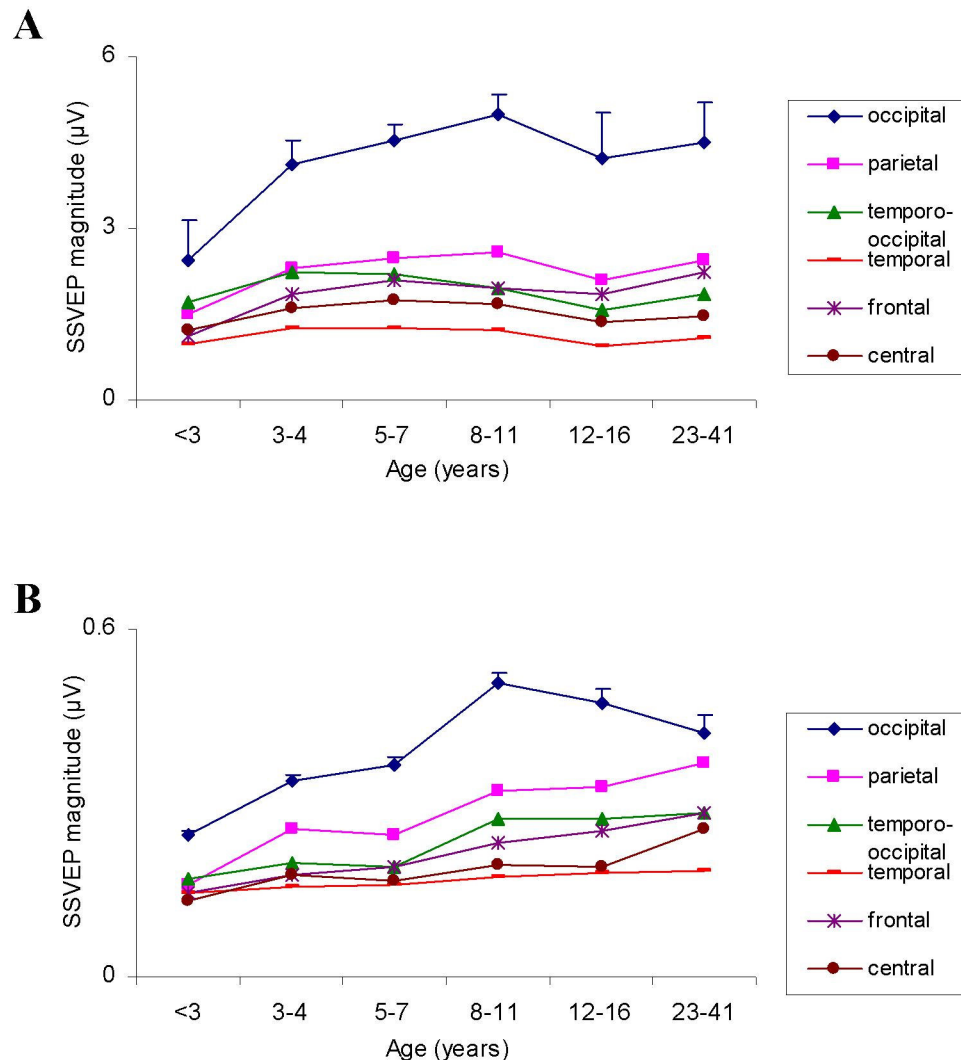 A
6
3
0
SSVEP magnitude (µV)
<3
3-4
5-7
8-11
12-16
23-41
Age (years)
occipital
parietal
temporo-
occipital
temporal
frontal
central
B
0.6
0
SSVEP magnitude (µV)
<3
3-4
5-7
8-11
12-16
23-41
Age (years)
occipital
parietal
temporo-
occipital
temporal
frontal
central